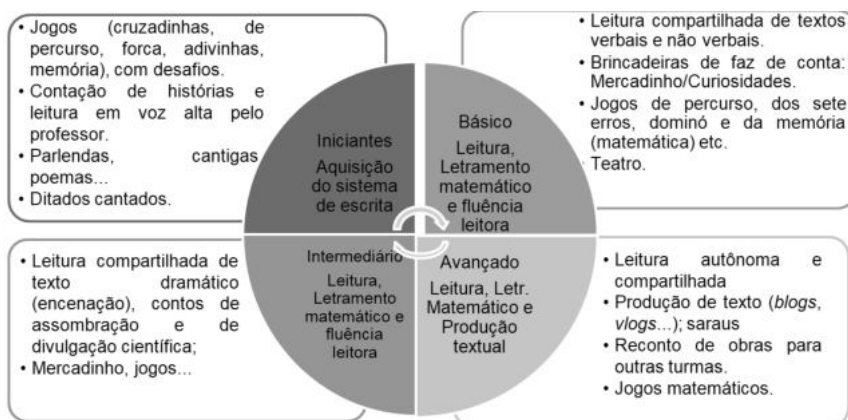 • Jogos (cruzadinhas, de
percurso, forca, adivinhas,
memória), com desafios.
• Contação de histórias e
leitura em voz alta pelo
professor.
• Parlendas, cantigas,
poemas...
• Ditados cantados.
Iniciantes
Aquisição
do sistema
de escrita
Básico
Leitura,
Letramento
matemático
e fluência
leitora
• Leitura compartilhada de textos
verbais e não verbais.
• Brincadeiras de faz de conta:
Mercadinho/Curiosidades.
• Jogos de percurso, dos sete
erros, dominó e da memória
(matemática) etc.
• Teatro.
• Leitura compartilhada de
texto dramático
(encenação), contos de
assombração e de
divulgação científica;
• Mercadinho, jogos...
Intermediário
Leitura,
Letramento
matemático e
fluência
leitora
Avançado
Leitura, Letr.
Matemático e
Produção
textual
• Leitura autônoma e
compartilhada
• Produção de texto (blogs,
vlogs...); saraus
• Reconto de obras para
outras turmas.
• Jogos matemáticos.